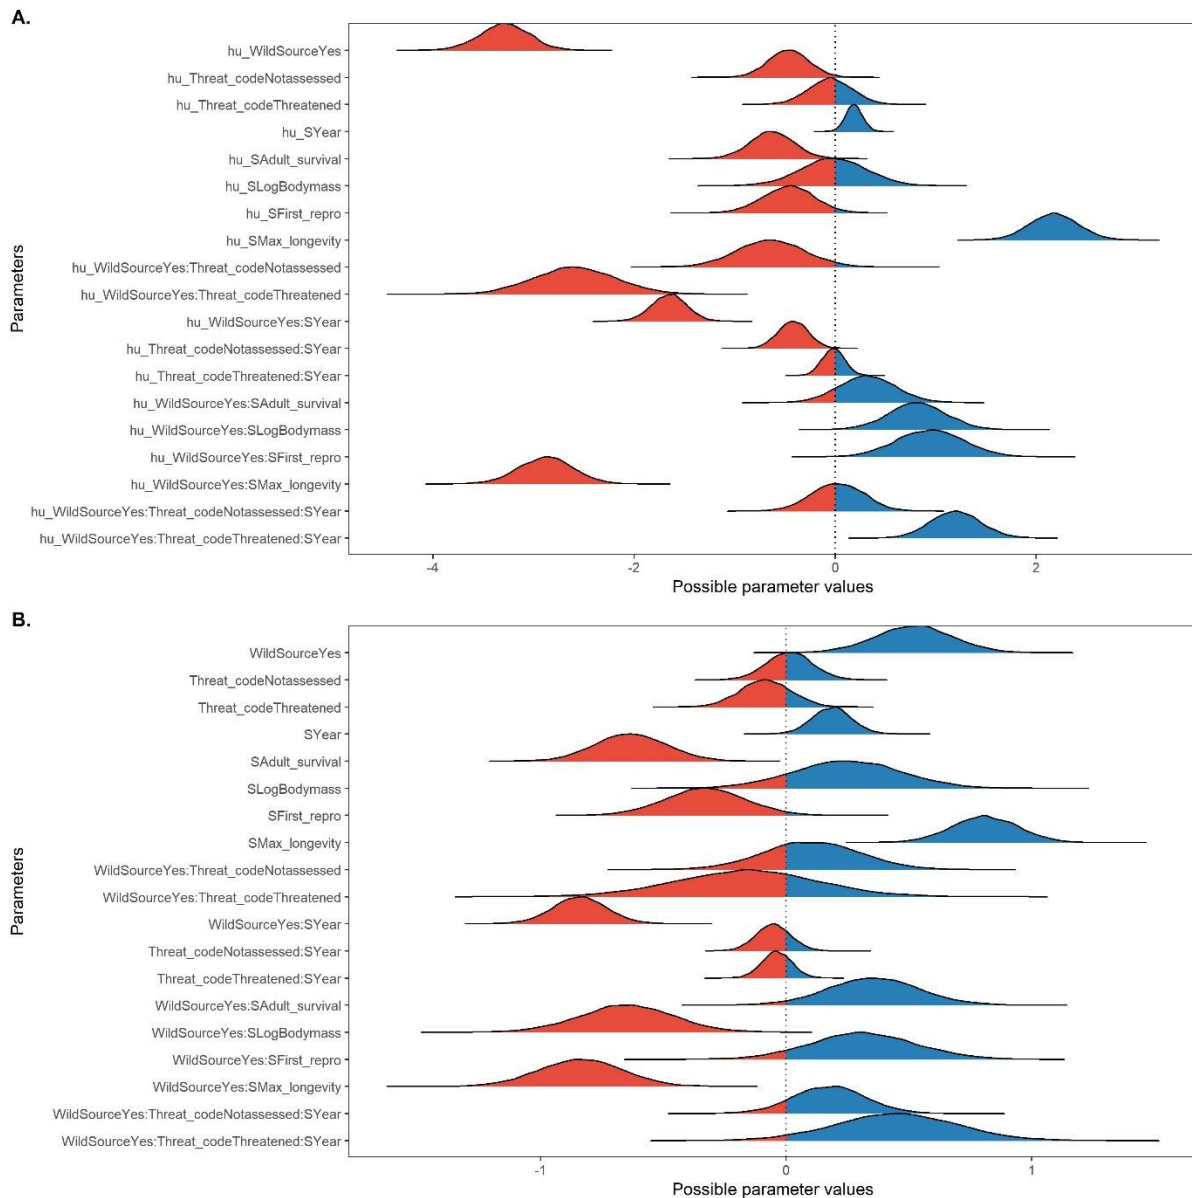 A.
hu_WildSourceYes
hu_Threat_codeNotassessed
hu_Threat_codeThreatened
hu_SYear
hu_SAdult_survival
hu_SLogBodymass
hu_SFirst_repro
hu_SMax_longevity
hu_WildSourceYes:Threat_codeNotassessed
hu_WildSourceYes:Threat_codeThreatened
hu_WildSourceYes:SYear
hu_Threat_codeNotassessed:SYear
hu_Threat_codeThreatened:SYear
hu_WildSourceYes:SAdult_survival
hu_WildSourceYes:SLogBodymass
hu_WildSourceYes:SFirst_repro
hu_WildSourceYes:SMax_longevity
hu_WildSourceYes:Threat_codeNotassessed:SYear
hu_WildSourceYes:Threat_codeThreatened:SYear
Parameters
-4 -2 0 2
Possible parameter values
B.
WildSourceYes
Threat_codeNotassessed
Threat_codeThreatened
SYear
SAdult_survival
SLogBodymass
SFirst_repro
SMax_longevity
WildSourceYes:Threat_codeNotassessed
WildSourceYes:Threat_codeThreatened
WildSourceYes:SYear
Threat_codeNotassessed:SYear
Threat_codeThreatened:SYear
WildSourceYes:SAdult_survival
WildSourceYes:SLogBodymass
WildSourceYes:SFirst_repro
WildSourceYes:SMax_longevity
WildSourceYes:Threat_codeNotassessed:SYear
WildSourceYes:Threat_codeThreatened:SYear
Parameters
-1 0 1
Possible parameter values